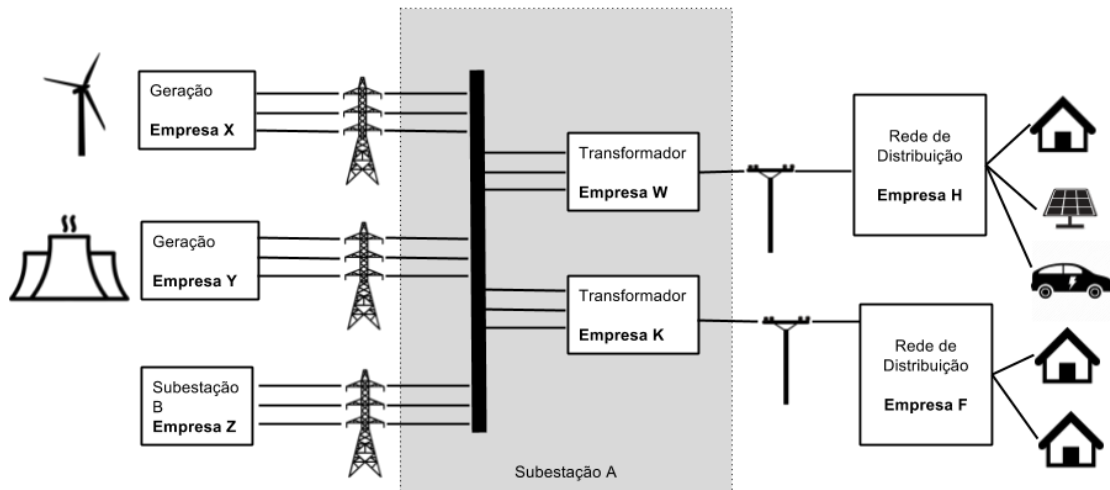 Geração
Empresa X
Geração
Empresa Y
Subestação
B
Empresa Z
Transformador
Empresa W
Transformador
Empresa K
Subestação A
Rede de
Distribuição
Empresa H
Rede de
Distribuição
Empresa F